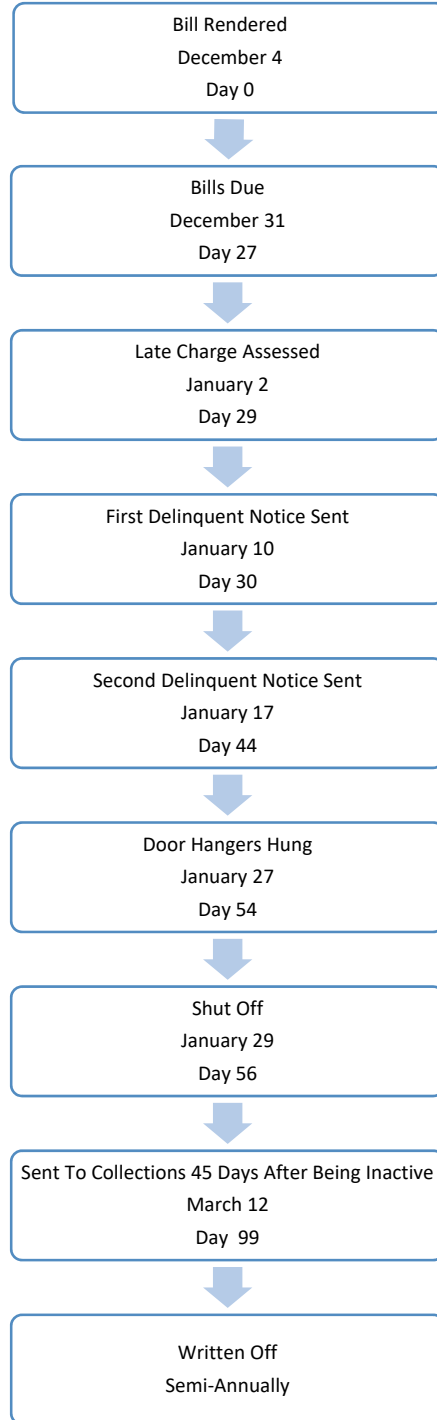 Bill Rendered
December 4
Day 0
Bills Due
December 31
Day 27
Late Charge Assessed
January 2
Day 29
First Delinquent Notice Sent
January 10
Day 30
Second Delinquent Notice Sent
January 17
Day 44
Door Hangers Hung
January 27
Day 54
Shut Off
January 29
Day 56
Sent To Collections 45 Days After Being Inactive
March 12
Day 99
Written Off
Semi-Annually